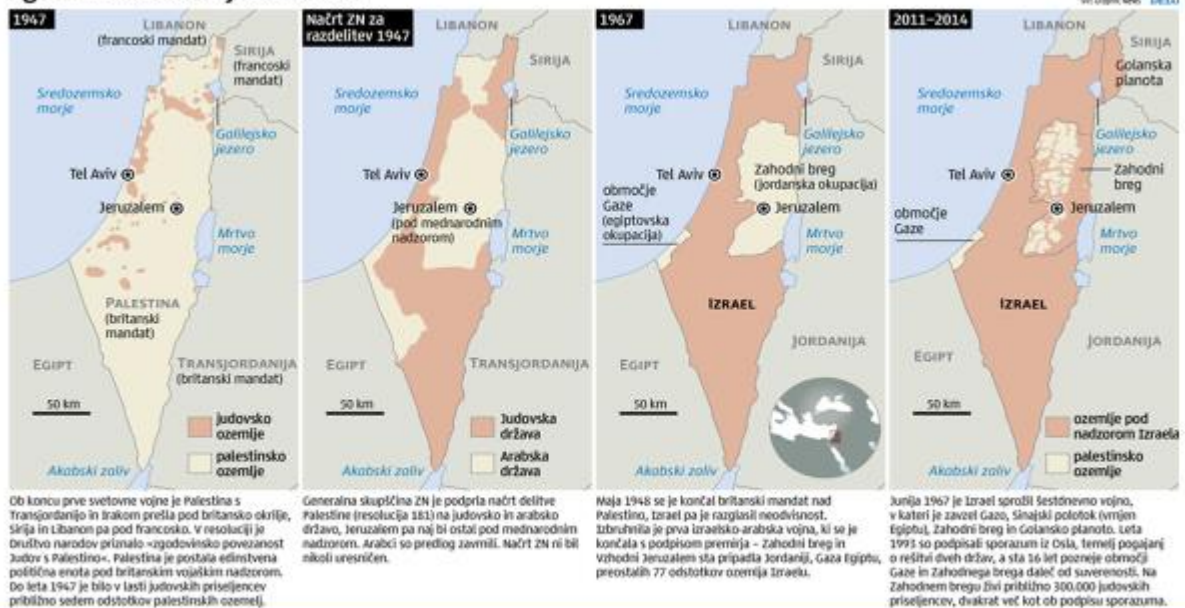 1947
LIBANON
(francoski mandat)
SIRIJA
(francoski
mandat)
Sredozemsko
morje
Galilejsko
jezero
Tel Aviv
Jeruzalem
Mrtvo
morje
PALESTINA
(britanski
mandat)
EGIPT
TRANSJORDANIJA
(britanski mandat)
50 km
judovsko
ozemlje
palestinsko
ozemlje
Akabski zaliv
Ob koncu prve svetovne vojne je Palestina s
Transjordanijo in Irakom prešla pod britansko okrilje,
Sirija in Libanon pa pod francosko. V resoluciji je
Društvo narodov priznalo »zgodovinsko povezanost
Judov s Palestino«. Palestina je postala edinstvena
politična enota pod britanskim vojaškim nadzorom.
Do leta 1947 je bilo v lasti judovskih priseljencev
približno sedem odstotkov palestinskih ozemelj.
Načrt ZN za
razdelitev 1947
LIBANON
SIRIJA
Sredozemsko
morje
Galilejsko
jezero
Tel Aviv
Jeruzalem
(pod mednarodnim
nadzorom)
Mrtvo
morje
EGIPT
TRANSJORDANIJA
50 km
Judovska
država
Arabska
država
Akabski zaliv
Generalna skupščina ZN je podprla načrt delitve
Palestine (resolucija 181) na judovsko in arabsko
državo, Jeruzalem pa naj bi ostal pod mednarodnim
nadzorom. Arabci so predlog zavrnili. Načrt ZN ni bil
nikoli uresničen.
1967
LIBANON
SIRIJA
Sredozemsko
morje
Galilejsko
jezero
Tel Aviv
Zahodni breg
(jordanska okupacija)
območje
Gaze
(egiptovska
okupacija)
Jeruzalem
Mrtvo
morje
IZRAEL
JORDANIJA
EGIPT
50 km
Akabski zaliv
Maja 1948 se je končal britanski mandat nad
Palestino, Izrael pa je razglasil neodvisnost.
Izbruhnila je prva izraelsko-arabska vojna, ki se je
končala s podpisom premirja – Zahodni breg in
Vzhodni Jeruzalem sta pripadla Jordaniji, Gaza Egiptu,
preostalih 77 odstotkov ozemlja Izraelu.
2011–2014
LIBANON
SIRIJA
Golanska
planota
Sredozemsko
morje
Galilejsko
jezero
Tel Aviv
Zahodni
breg
Jeruzalem
območje
Gaze
Mrtvo
morje
IZRAEL
JORDANIJA
EGIPT
50 km
ozemlje pod
nadzorom Izraela
palestinsko
ozemlje
Akabski zaliv
Junija 1967 je Izrael sprožil šestdnevno vojno,
v kateri je zavzel Gazo, Sinajski polotok (vrnjen
Egiptu), Zahodni breg in Golansko planoto. Leta
1993 so podpisali sporazum iz Osla, temelj pogajanj
o rešitvi dveh držav, a sta 16 let pozneje območji
Gaze in Zahodnega brega daleč od suverenosti. Na
Zahodnem bregu živi približno 300.000 judovskih
priseljencev, dvakrat več kot ob podpisu sporazuma.